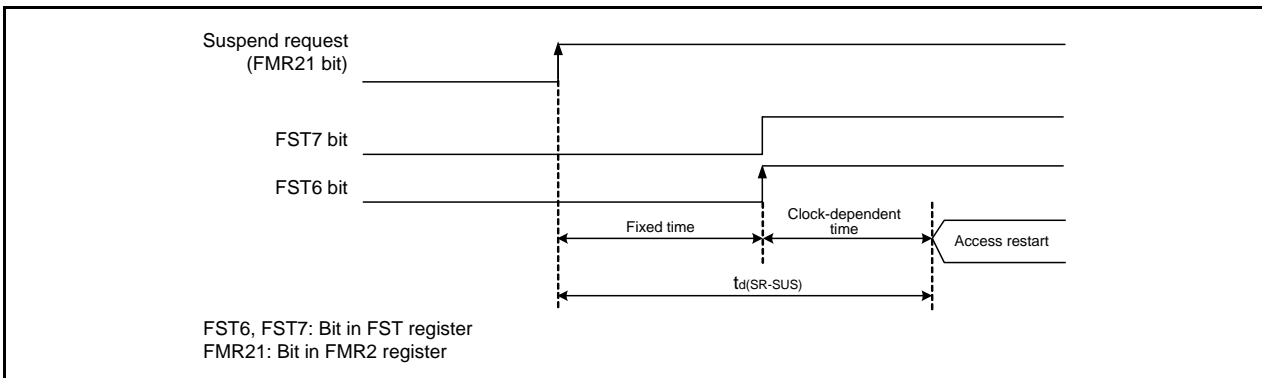 Suspend request
(FMR21 bit)
FST7 bit
FST6 bit
Fixed time
Clock-dependent
time
Access restart
td(SR-SUS)
FST6, FST7: Bit in FST register
FMR21: Bit in FMR2 register